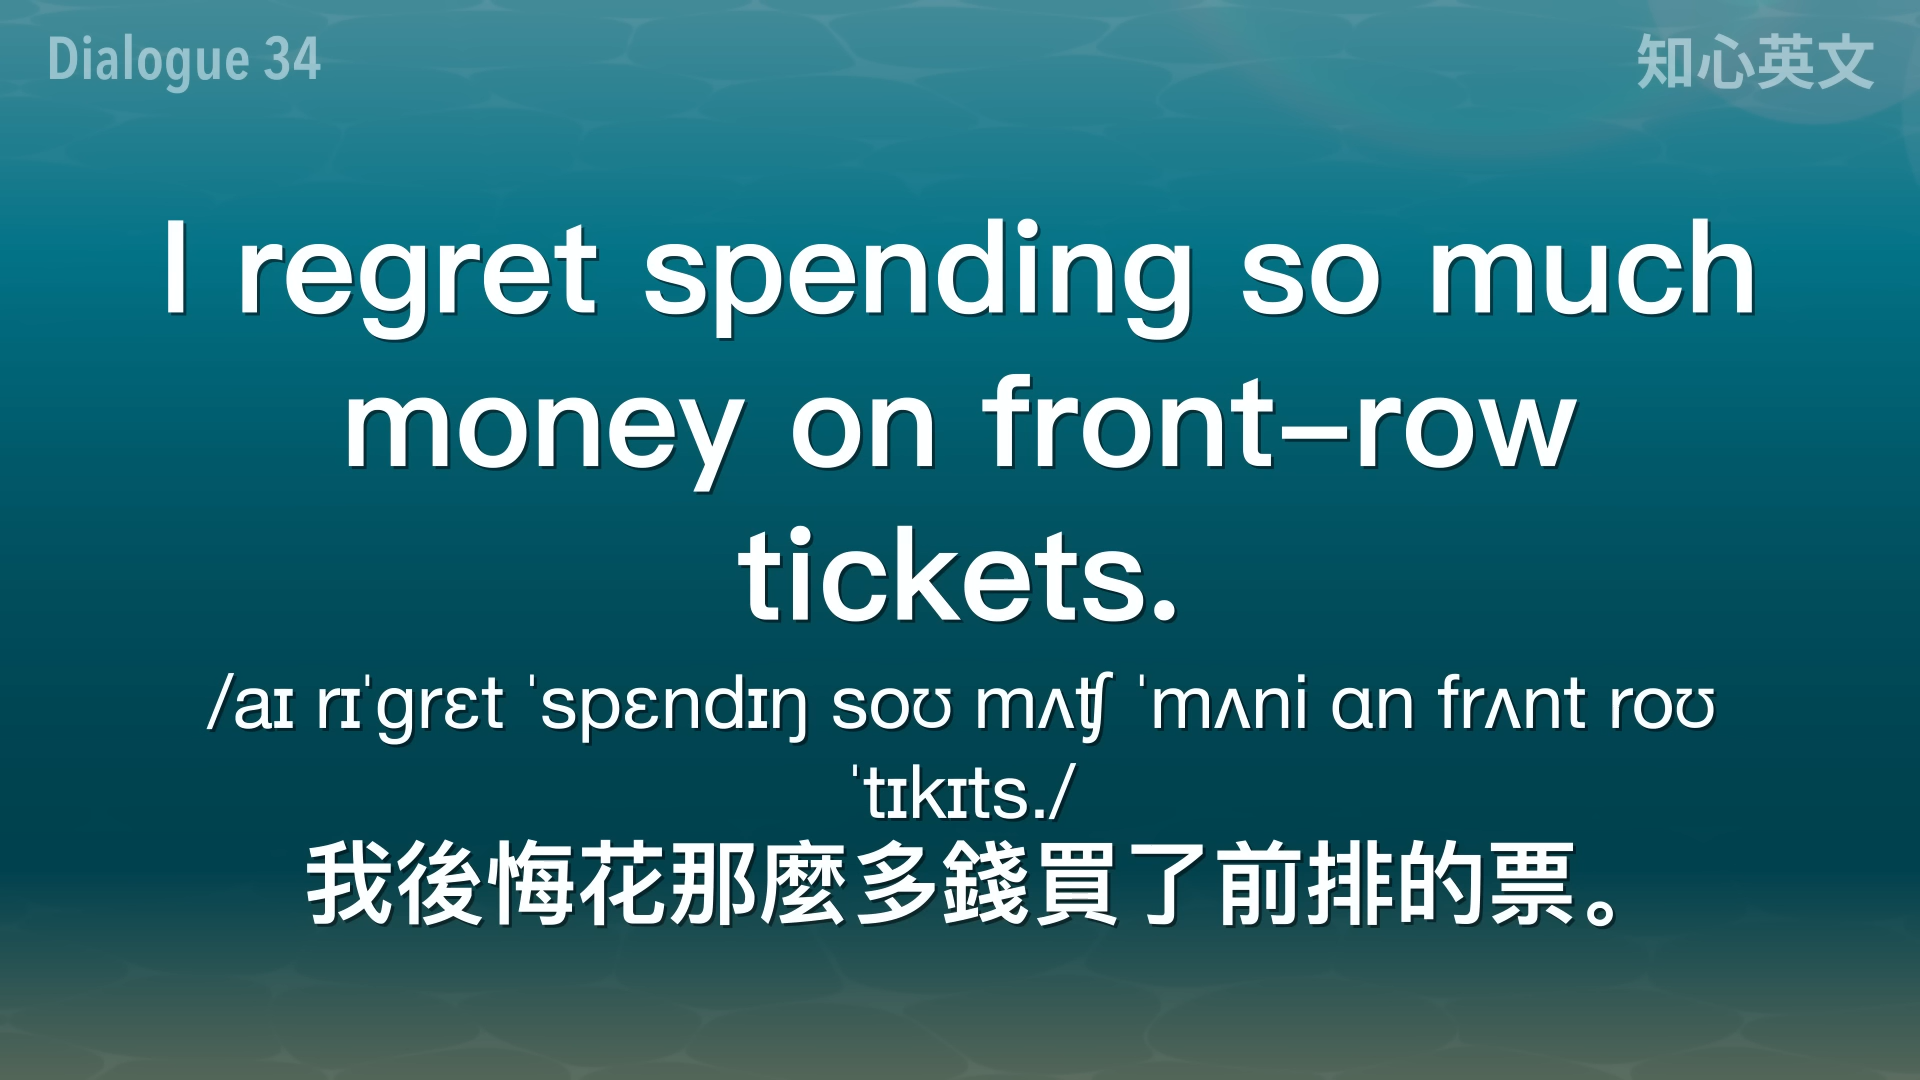 Dialogue 34
知心英文
I regret spending so much
money on front-row
tickets.
/aɪ rɪˈɡrɛt ˈspɛndɪŋ soʊ mʌʧ ˈmʌni ɑn frʌnt roʊ
ˈtɪkɪts./
我後悔花那麼多錢買了前排的票。